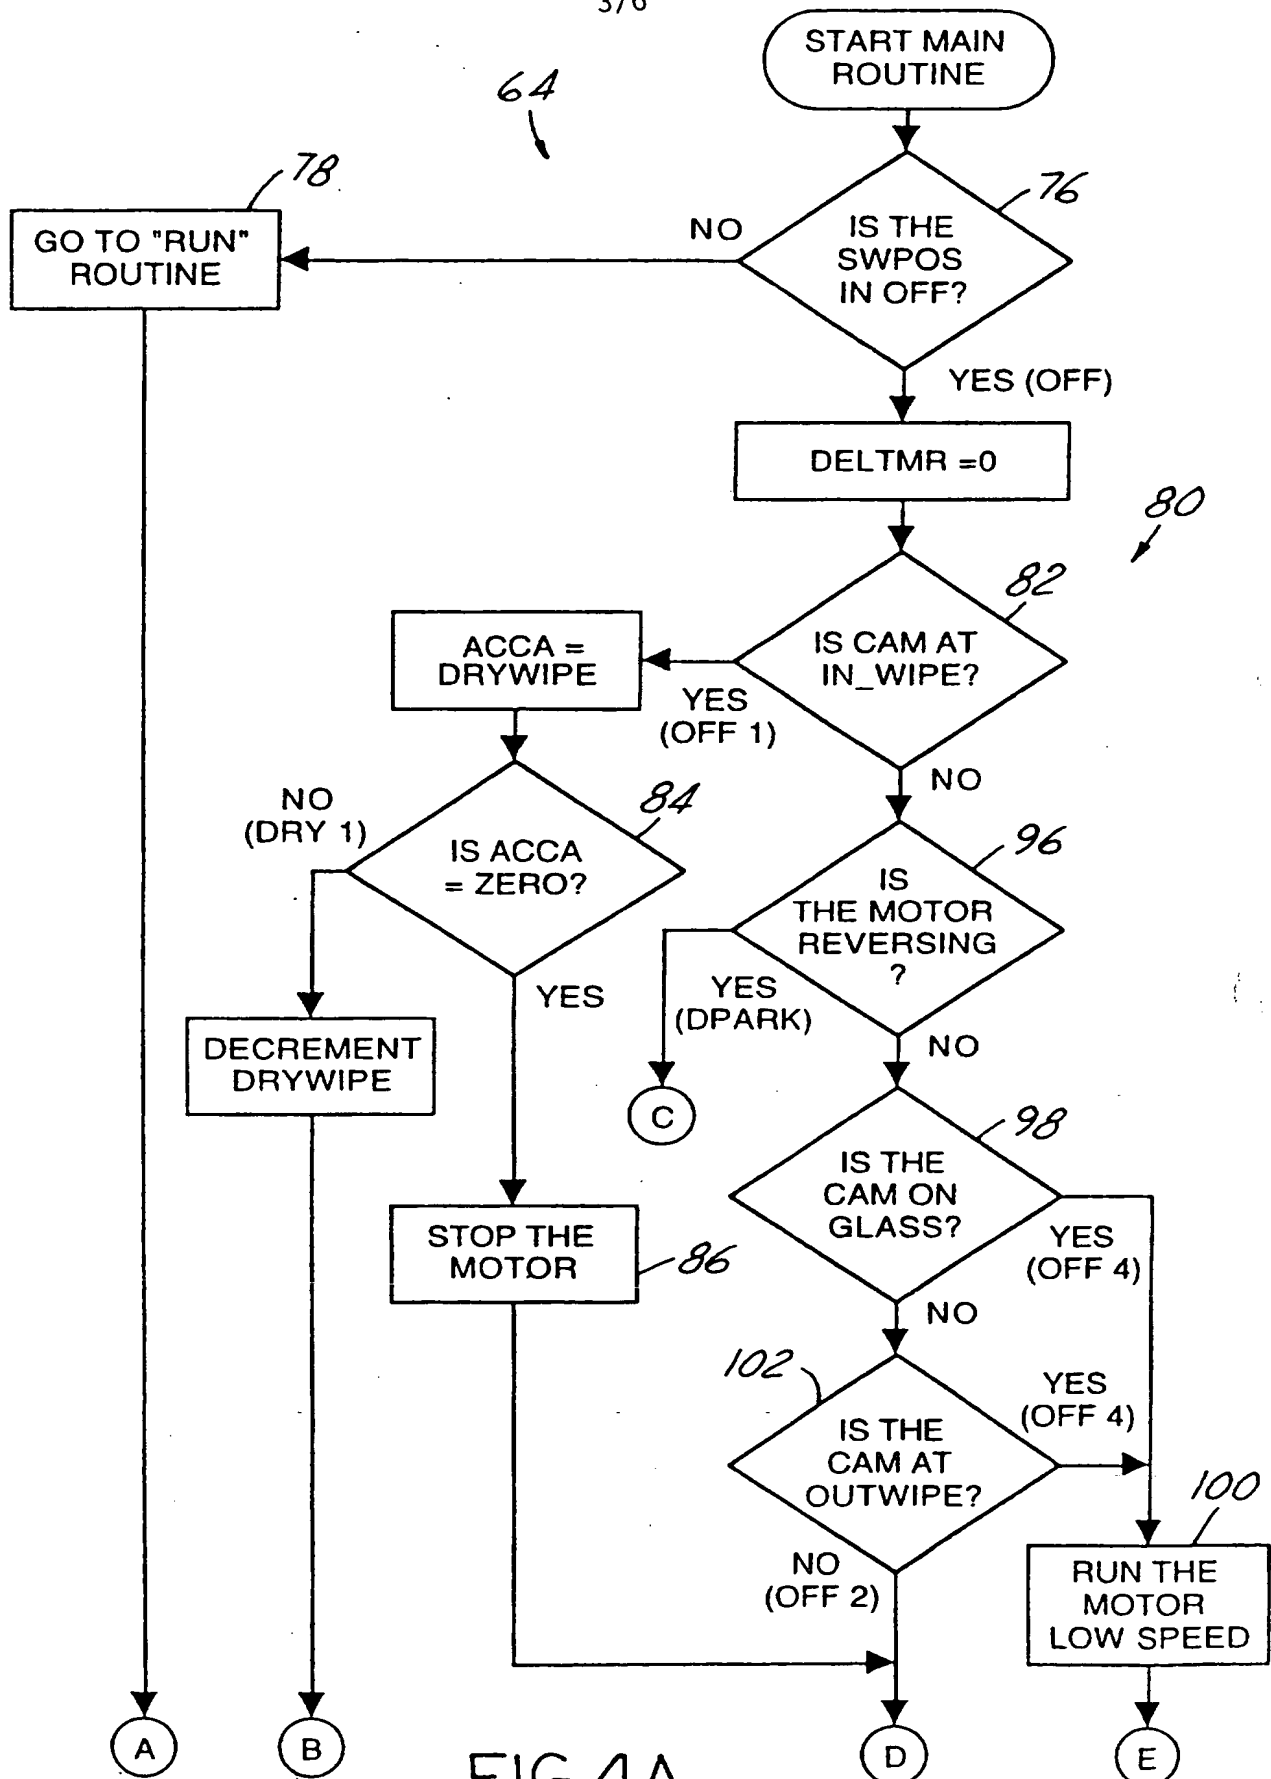 3/6
START MAIN
ROUTINE
64
78
76
GO TO "RUN"
ROUTINE
NO
IS THE
SWPOS
IN OFF?
YES (OFF)
DELTMR =0
80
82
ACCA =
DRYWIPE
IS CAM AT
IN_WIPE?
YES
(OFF 1)
NO
NO
(DRY 1)
84
IS ACCA
= ZERO?
96
IS
THE MOTOR
REVERSING
?
YES
YES
(DPARK)
NO
DECREMENT
DRYWIPE
C
98
IS THE
CAM ON
GLASS?
STOP THE
MOTOR
86
YES
(OFF 4)
NO
102
YES
(OFF 4)
IS THE
CAM AT
OUTWIPE?
100
NO
(OFF 2)
RUN THE
MOTOR
LOW SPEED
A
B
D
E
FIG. 4A